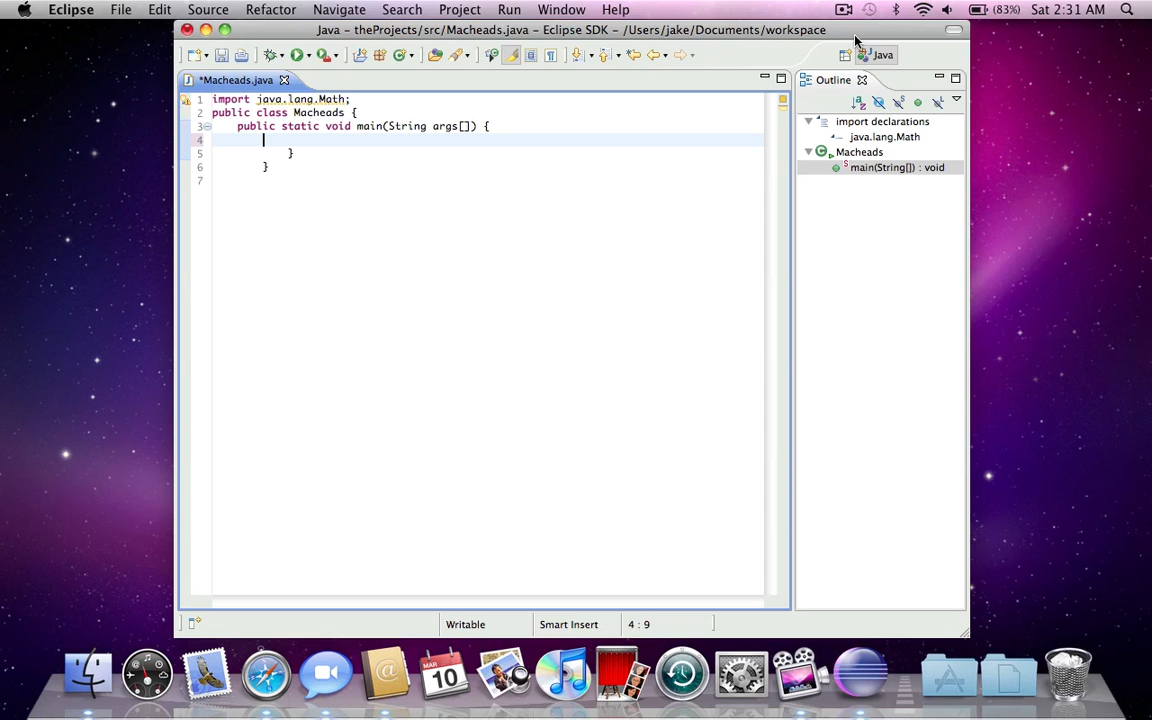 Eclipse File Edit Source Refactor Navigate Search Project Run Window Help (83%) Sat 2:31 AM
Java – theProjects/src/Macheads.java – Eclipse SDK – /Users/jake/Documents/workspace
Java
*Macheads.java
Outline
1 import java.lang.Math;
2 public class Macheads {
3 public static void main(String args[]) {
4
5 }
6 }
7
import declarations
java.lang.Math
Macheads
main(String[]) : void
Writable Smart Insert 4 : 9
MAR
10